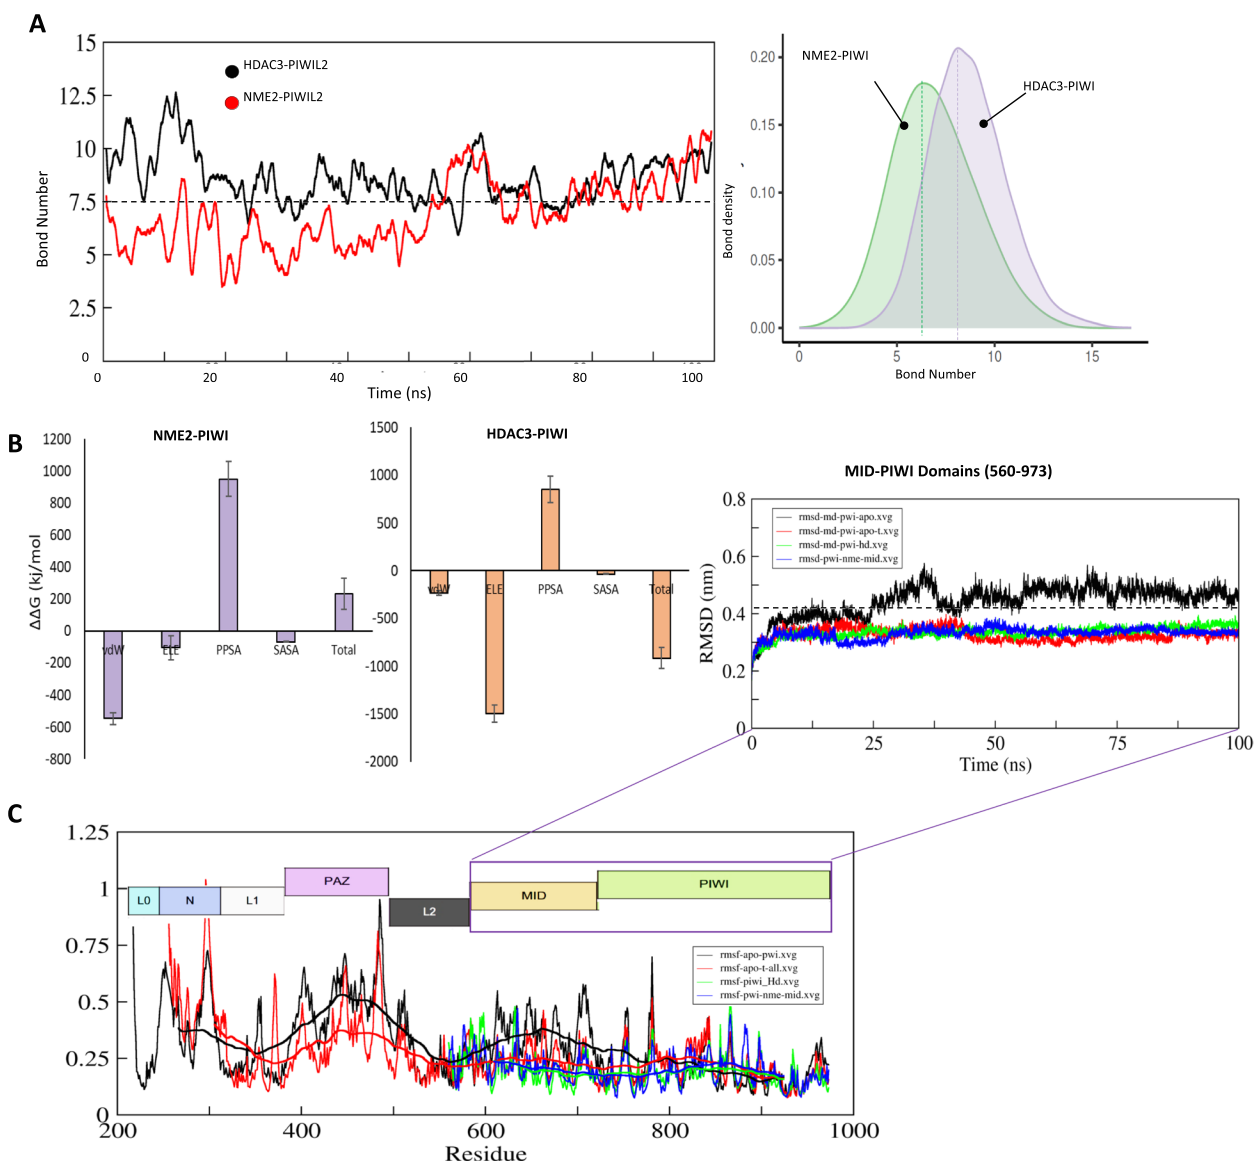 A
15
12.5
10
7.5
5
2.5
0
Bond Number
HDAC3-PIWIL2
NME2-PIWIL2
0
20
40
60
80
100
Time (ns)
0.20
0.15
0.10
0.05
0.00
Bond density
NME2-PIWI
HDAC3-PIWI
0
5
10
15
Bond Number
B
NME2-PIWI
1200
1000
800
600
400
200
0
-200
-400
-600
-800
ΔΔG (kj/mol)
vdW
ELE
PPSA
SASA
Total
HDAC3-PIWI
1500
1000
500
0
-500
-1000
-1500
-2000
vdW
ELE
PPSA
SASA
Total
MID-PIWI Domains (560-973)
0.8
0.6
0.4
0.2
0
RMSD (nm)
rmsd-md-pwi-apo.xvg
rmsd-md-pwi-apo-t.xvg
rmsd-md-pwi-hd.xvg
rmsd-pwi-nme-mid.xvg
0
25
50
75
100
Time (ns)
C
1.25
1
0.75
0.5
0.25
0
L0
N
L1
PAZ
L2
MID
PIWI
rmsf-apo-pwi.xvg
rmsf-apo-t-all.xvg
rmsf-piwi_Hd.xvg
rmsf-pwi-nme-mid.xvg
200
400
600
800
1000
Residue